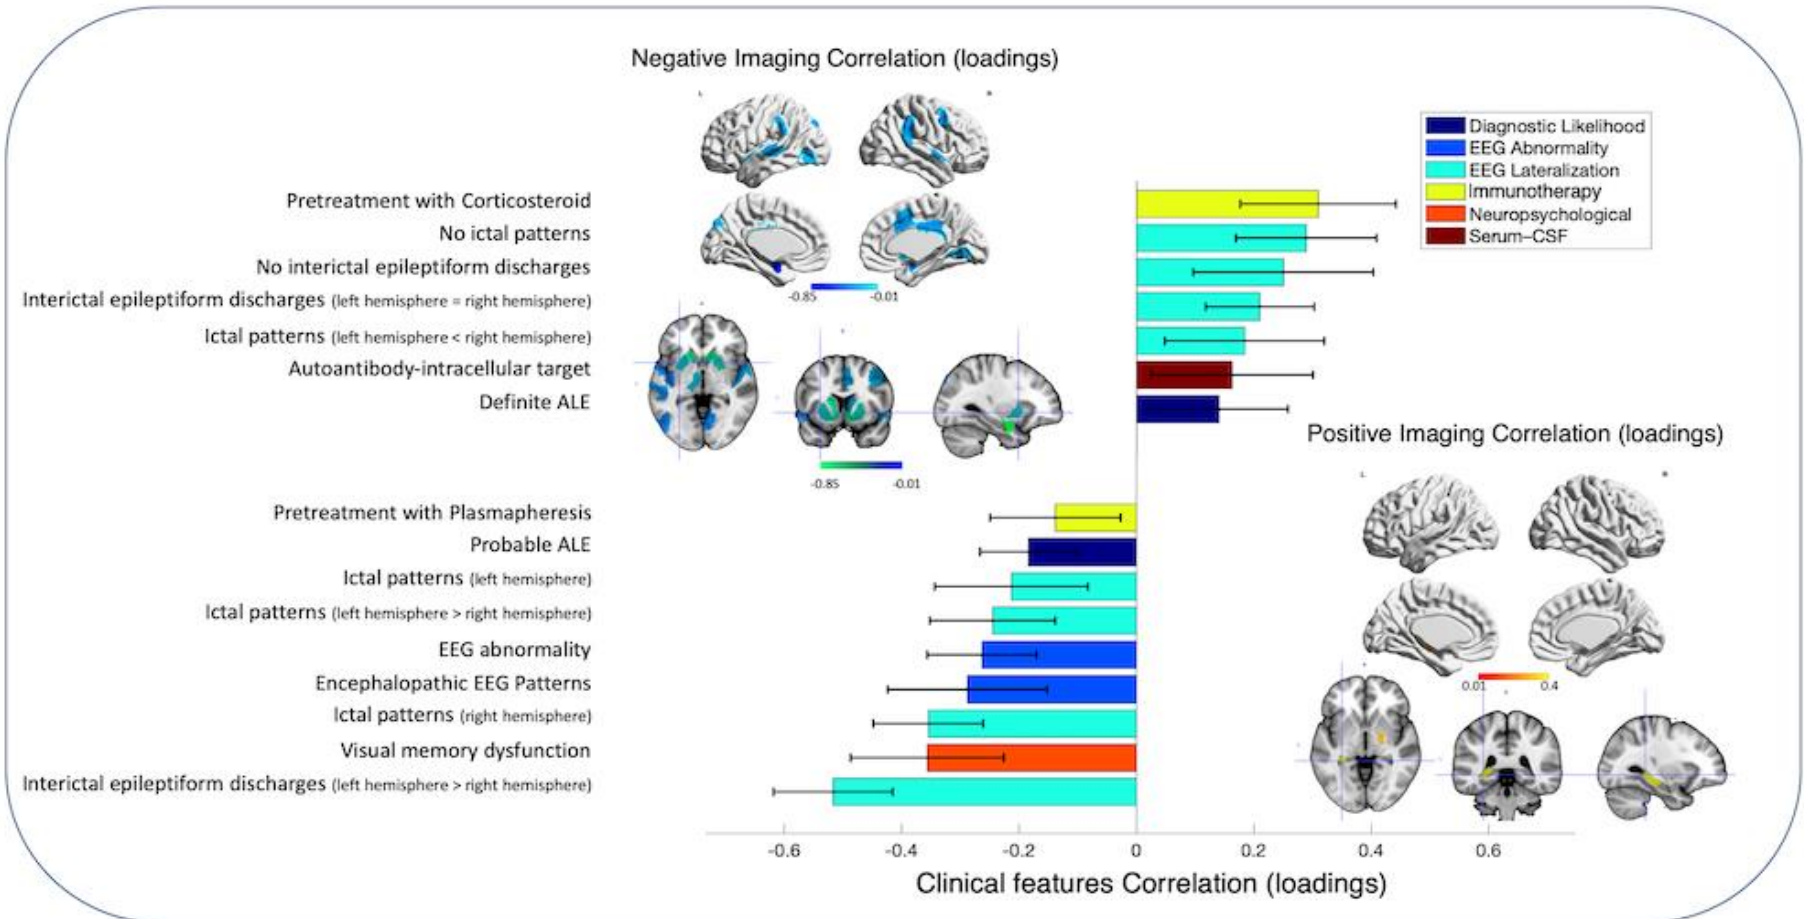 Negative Imaging Correlation (loadings)
L
R
-0.85
-0.01
-0.85
-0.01
Diagnostic Likelihood
EEG Abnormality
EEG Lateralization
Immunotherapy
Neuropsychological
Serum–CSF
Pretreatment with Corticosteroid
No ictal patterns
No interictal epileptiform discharges
Interictal epileptiform discharges (left hemisphere = right hemisphere)
Ictal patterns (left hemisphere < right hemisphere)
Autoantibody-intracellular target
Definite ALE
Positive Imaging Correlation (loadings)
L
R
0.01
0.4
Pretreatment with Plasmapheresis
Probable ALE
Ictal patterns (left hemisphere)
Ictal patterns (left hemisphere > right hemisphere)
EEG abnormality
Encephalopathic EEG Patterns
Ictal patterns (right hemisphere)
Visual memory dysfunction
Interictal epileptiform discharges (left hemisphere > right hemisphere)
-0.6 -0.4 -0.2 0 0.2 0.4 0.6
Clinical features Correlation (loadings)